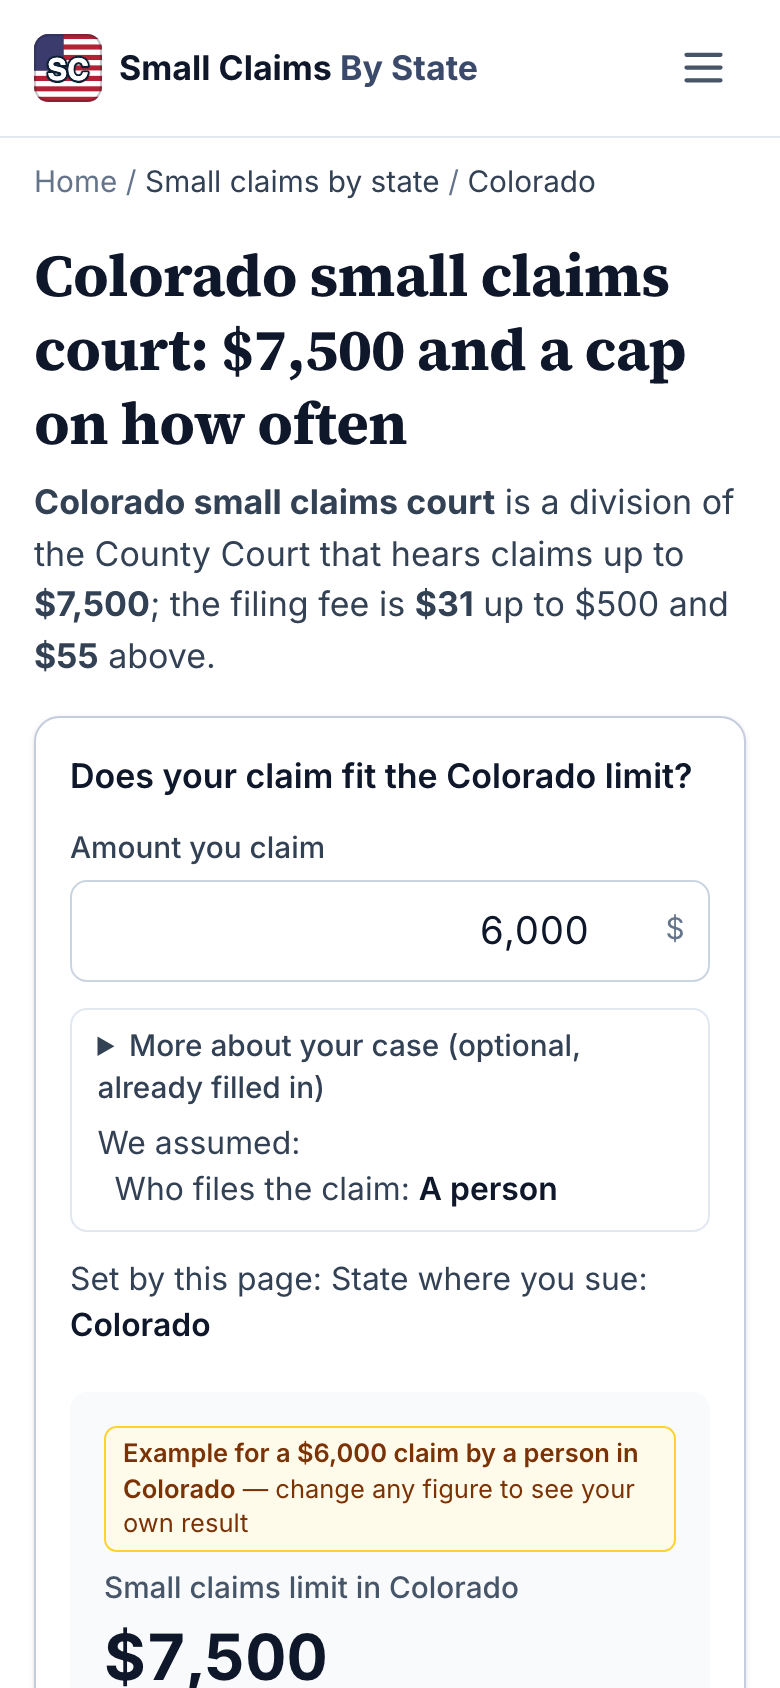 SC Small Claims By State
Home / Small claims by state / Colorado
Colorado small claims
court: $7,500 and a cap
on how often
Colorado small claims court is a division of
the County Court that hears claims up to
$7,500; the filing fee is $31 up to $500 and
$55 above.
Does your claim fit the Colorado limit?
Amount you claim
6,000 $
▶ More about your case (optional,
already filled in)
We assumed:
Who files the claim: A person
Set by this page: State where you sue:
Colorado
Example for a $6,000 claim by a person in
Colorado — change any figure to see your
own result
Small claims limit in Colorado
$7,500